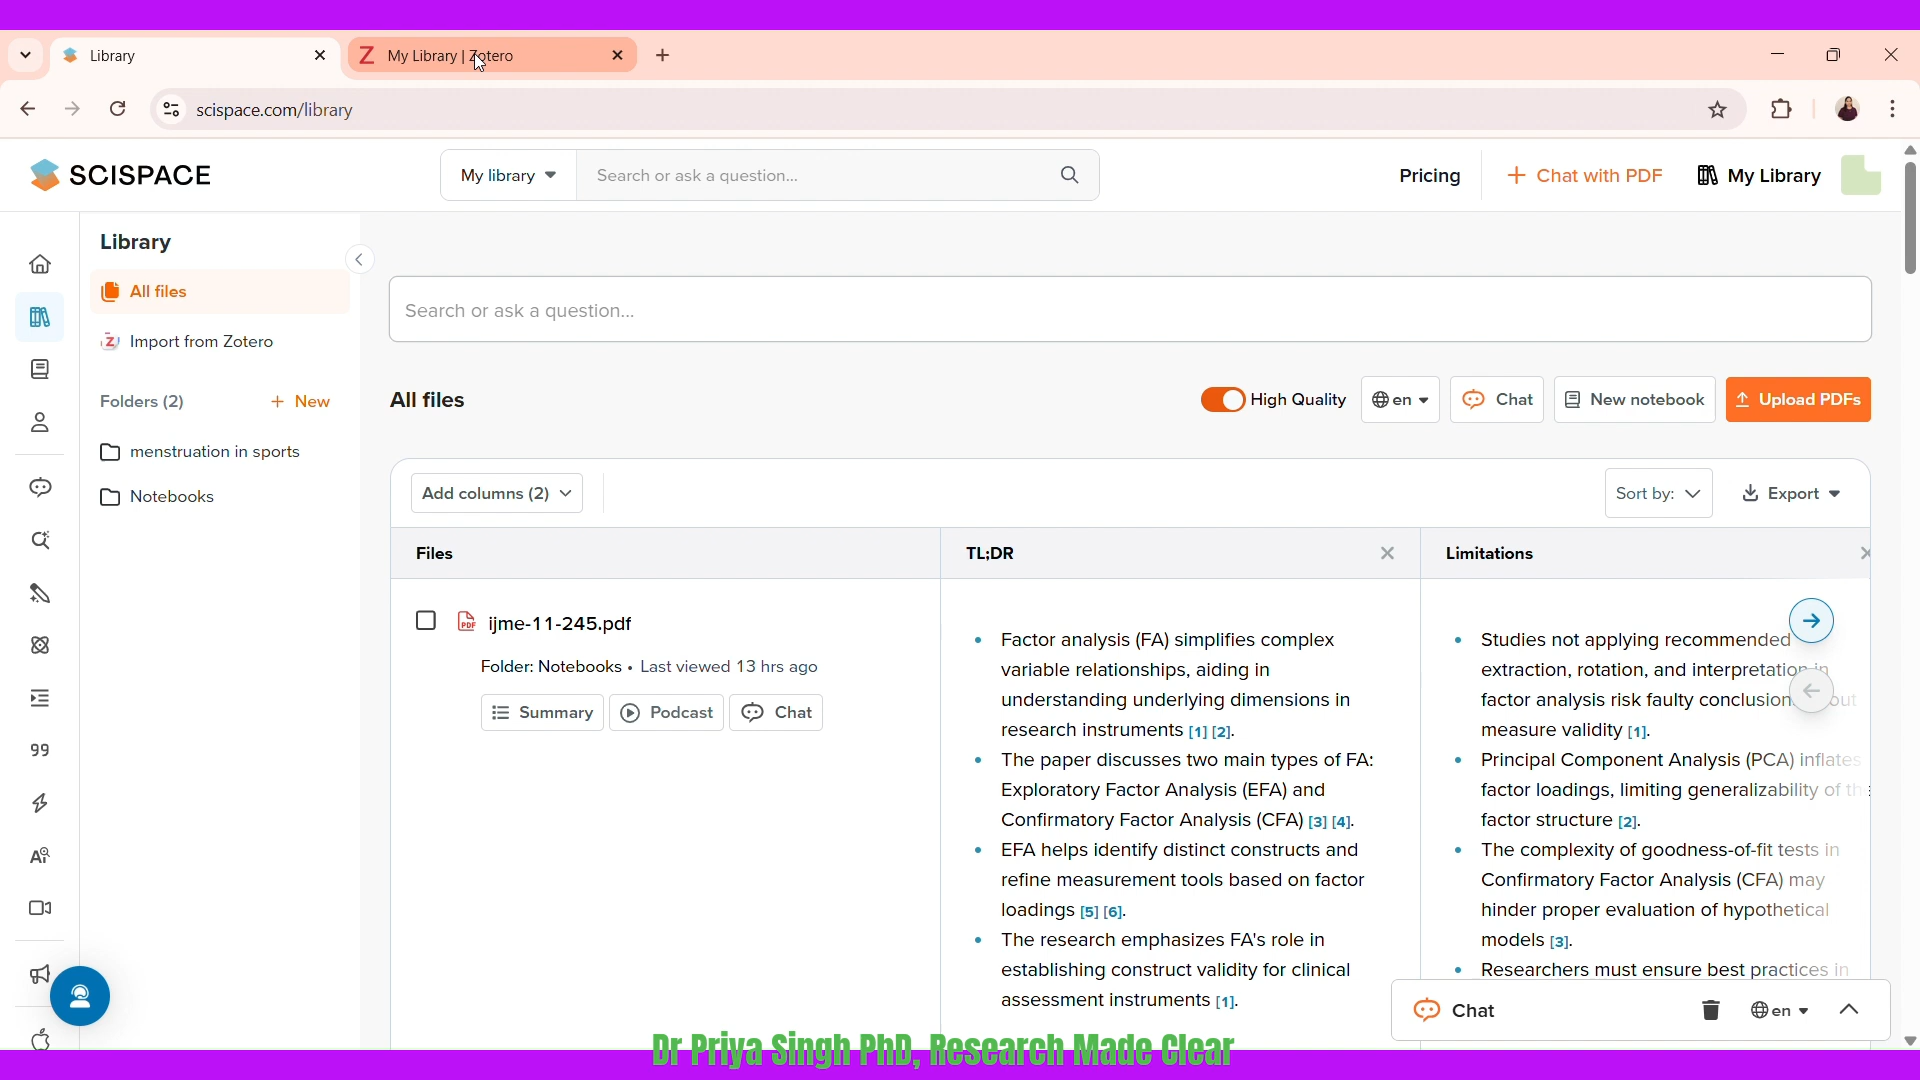 Library
My Library | Zotero
scispace.com/library
SCISPACE
My library
Search or ask a question...
Pricing
Chat with PDF
My Library
Library
All files
Import from Zotero
Folders (2)
+ New
menstruation in sports
Notebooks
Search or ask a question...
All files
High Quality
en
Chat
New notebook
Upload PDFs
Add columns (2)
Sort by:
Export
Files
TL;DR
Limitations
ijme-11-245.pdf
Folder: Notebooks • Last viewed 13 hrs ago
Summary
Podcast
Chat
• Factor analysis (FA) simplifies complex
variable relationships, aiding in
understanding underlying dimensions in
research instruments [1] [2].
• The paper discusses two main types of FA:
Exploratory Factor Analysis (EFA) and
Confirmatory Factor Analysis (CFA) [3] [4].
• EFA helps identify distinct constructs and
refine measurement tools based on factor
loadings [5] [6].
• The research emphasizes FA's role in
establishing construct validity for clinical
assessment instruments [1].
• Studies not applying recommended
extraction, rotation, and interpretation in
factor analysis risk faulty conclusion out
measure validity [1].
• Principal Component Analysis (PCA) inflates
factor loadings, limiting generalizability of the
factor structure [2].
• The complexity of goodness-of-fit tests in
Confirmatory Factor Analysis (CFA) may
hinder proper evaluation of hypothetical
models [3].
• Researchers must ensure best practices in
Chat
en
Dr Priya Singh PhD, Research Made Clear